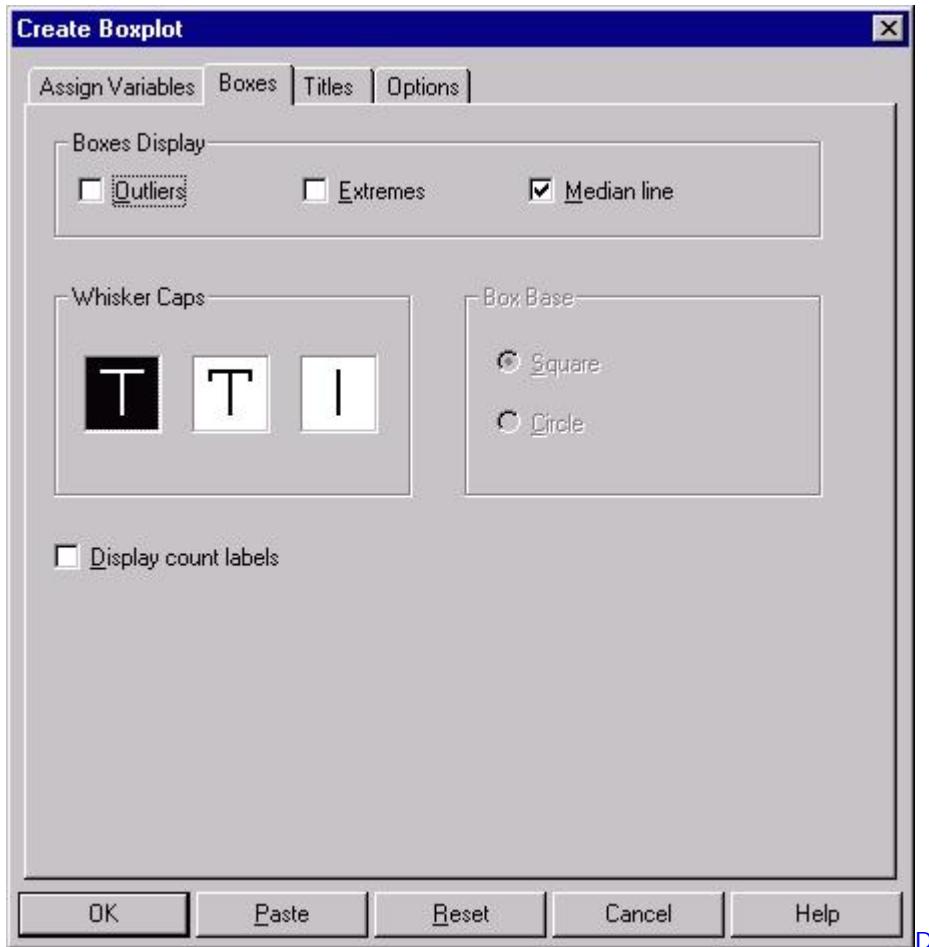 Create Boxplot
Assign Variables Boxes Titles Options
Boxes Display
Outliers Extremes Median line
Whisker Caps Box Base
Square
Circle
Display count labels
OK Paste Reset Cancel Help